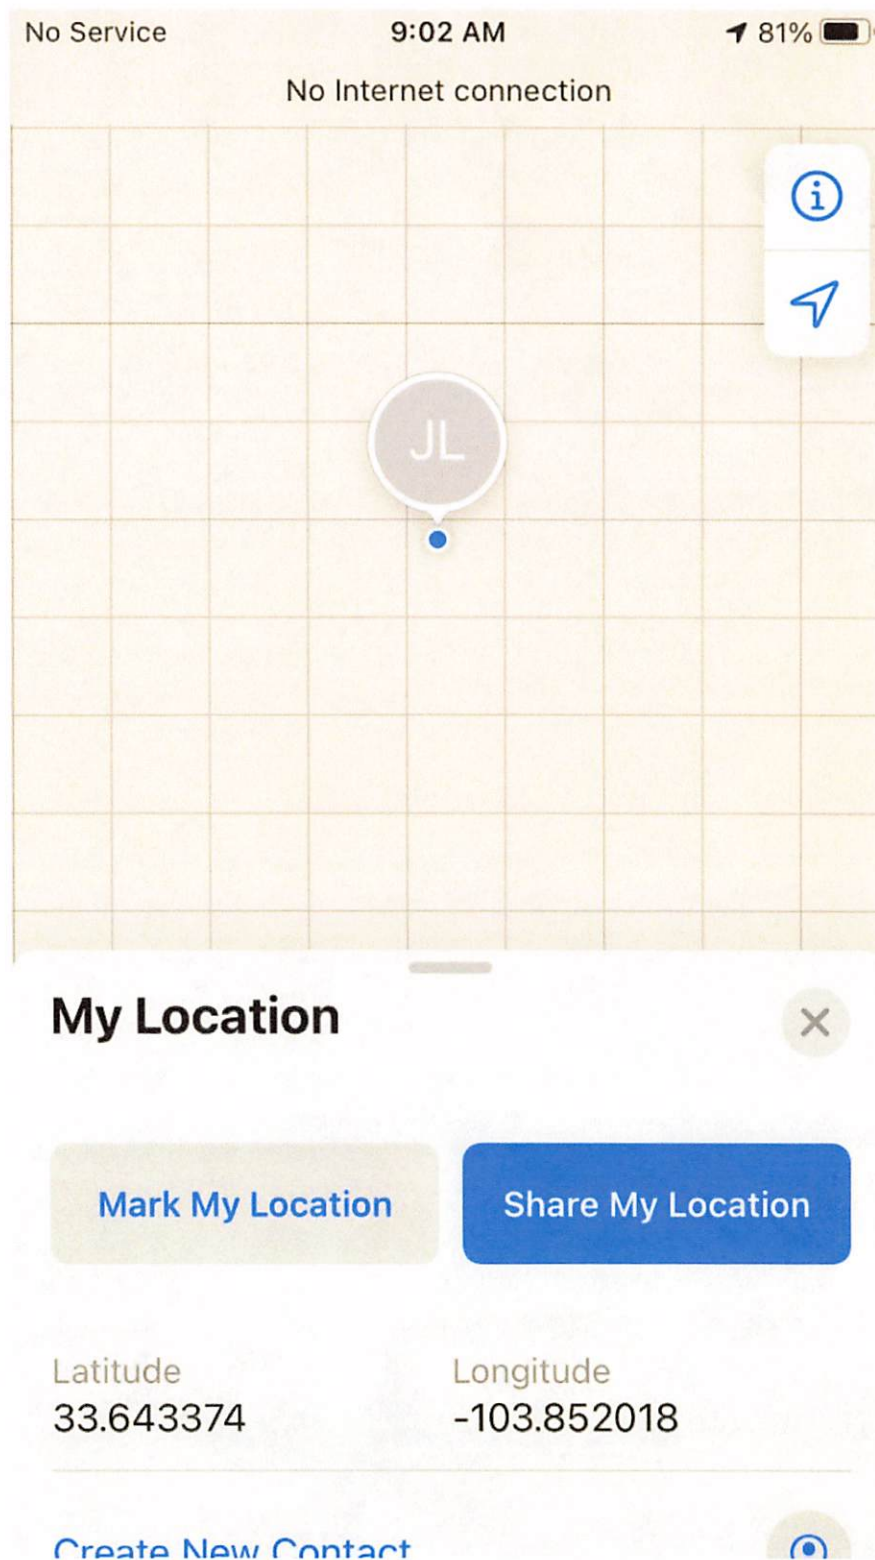 No Service 9:02 AM 81%
No Internet connection
JL
My Location
Mark My Location Share My Location
Latitude Longitude
33.643374 -103.852018
Create New Contact